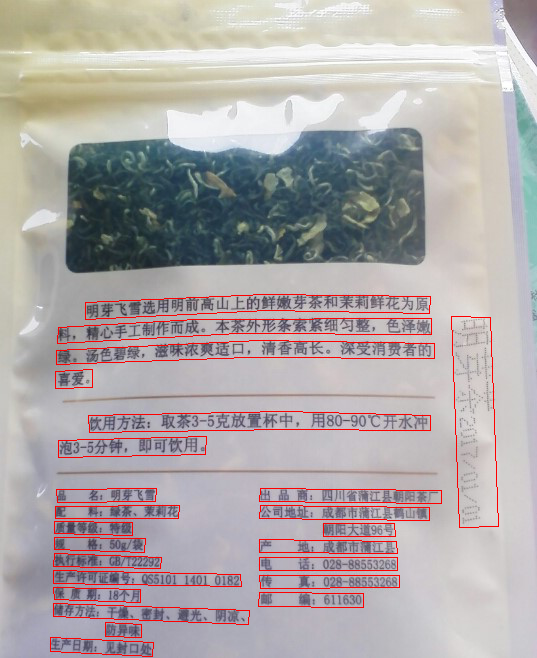 明芽飞雪选用明前高山上的鲜嫩芽茶和茉莉鲜花为原
料，精心手工制作而成。本茶外形条索紧细匀整，色泽嫩
绿。汤色碧绿，滋味浓爽适口，清香高长。深受消费者的
喜爱。
饮用方法：取茶3-5克放置杯中，用80-90℃开水冲
泡3-5分钟，即可饮用。
品 名：明芽飞雪
配 料：绿茶、茉莉花
质量等级：特级
规 格：50g/袋
执行标准：GB/T22292
生产许可证编号：QS5101 1401 0182
保 质 期：18个月
储存方法：干燥、密封、避光、阴凉、
防异味
生产日期：见封口处
出 品 商：四川省蒲江县朝阳茶厂
公司地址：成都市蒲江县鹤山镇
朝阳大道96号
产 地：成都市蒲江县
电 话：028-88553268
传 真：028-88553268
邮 编：611630
明芽茶2017/01/01